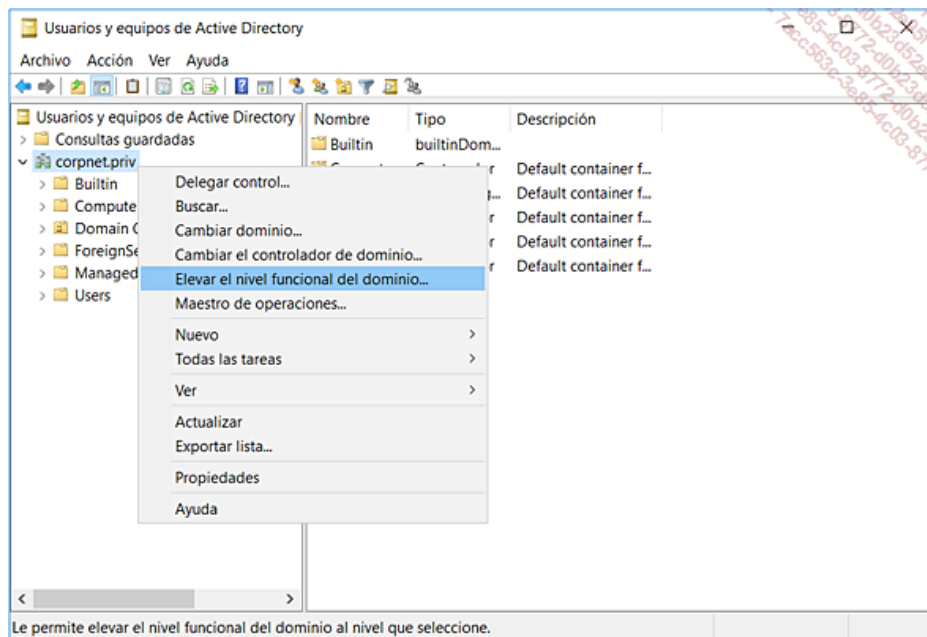 Usuarios y equipos de Active Directory
Archivo Acción Ver Ayuda
Usuarios y equipos de Active Directory
Consultas guardadas
corpnet.priv
Builtin
Compute
Domain C
ForeignSe
Managed
Users
Nombre Tipo Descripción
Builtin builtinDom...
Default container f...
Default container f...
Default container f...
Default container f...
Default container f...
Delegar control...
Buscar...
Cambiar dominio...
Cambiar el controlador de dominio...
Elevar el nivel funcional del dominio...
Maestro de operaciones...
Nuevo
Todas las tareas
Ver
Actualizar
Exportar lista...
Propiedades
Ayuda
Le permite elevar el nivel funcional del dominio al nivel que seleccione.